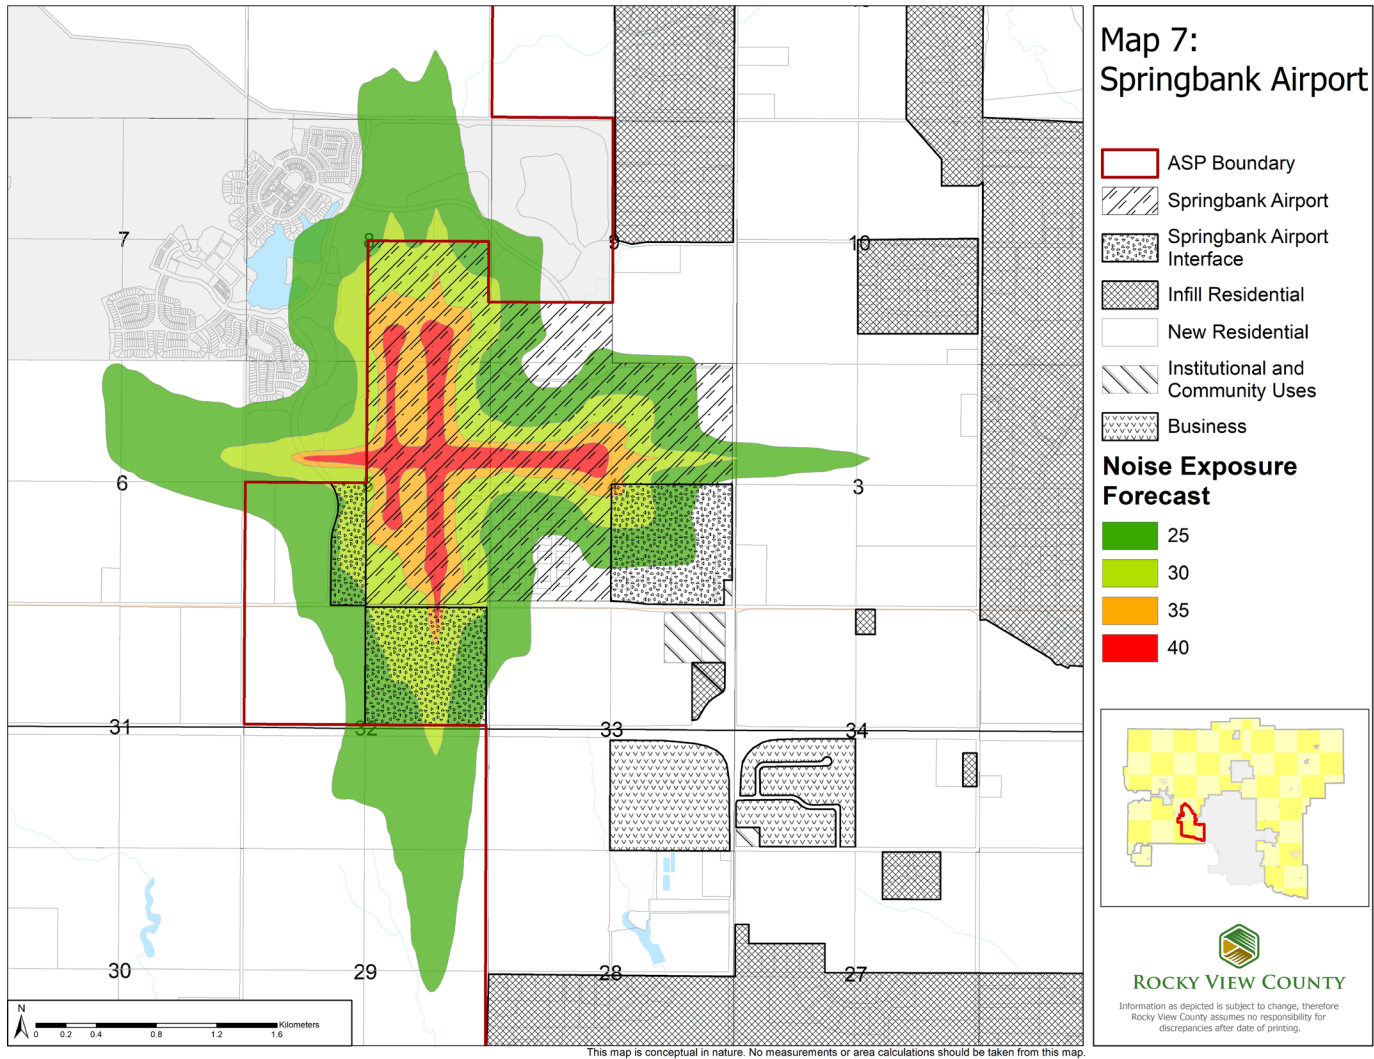 Map 7:
Springbank Airport
ASP Boundary
Springbank Airport
Springbank Airport
Interface
Infill Residential
New Residential
Institutional and
Community Uses
Business
Noise Exposure
Forecast
25
30
35
40
7
8
9
10
6
3
31
32
33
34
30
29
28
27
N
0 0.2 0.4 0.8 1.2 1.6
Kilometers
ROCKY VIEW COUNTY
Information as depicted is subject to change, therefore
Rocky View County assumes no responsibility for
discrepancies after date of printing.
This map is conceptual in nature. No measurements or area calculations should be taken from this map.